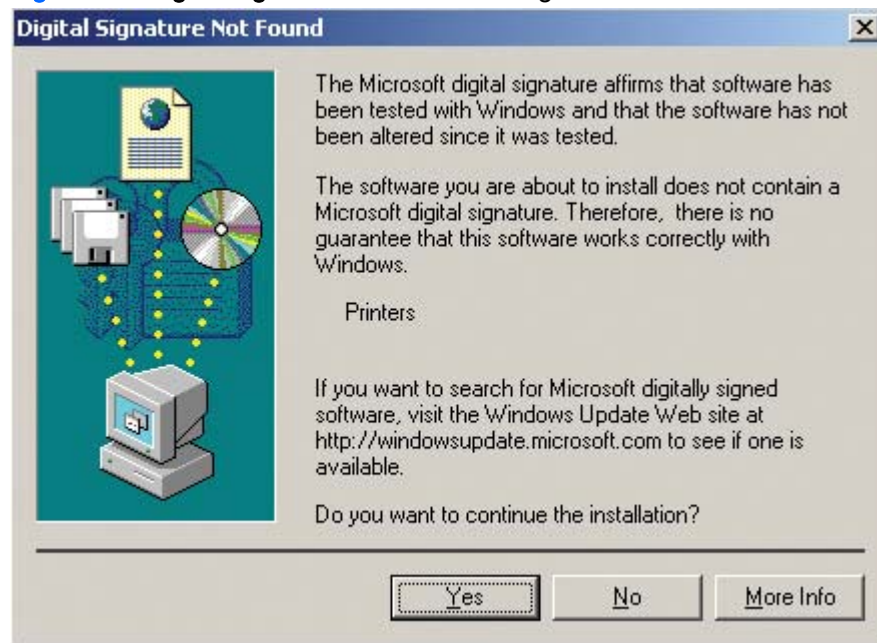 Digital Signature Not Found
The Microsoft digital signature affirms that software has
been tested with Windows and that the software has not
been altered since it was tested.
The software you are about to install does not contain a
Microsoft digital signature. Therefore, there is no
guarantee that this software works correctly with
Windows.
Printers
If you want to search for Microsoft digitally signed
software, visit the Windows Update Web site at
http://windowsupdate.microsoft.com to see if one is
available.
Do you want to continue the installation?
Yes No More Info